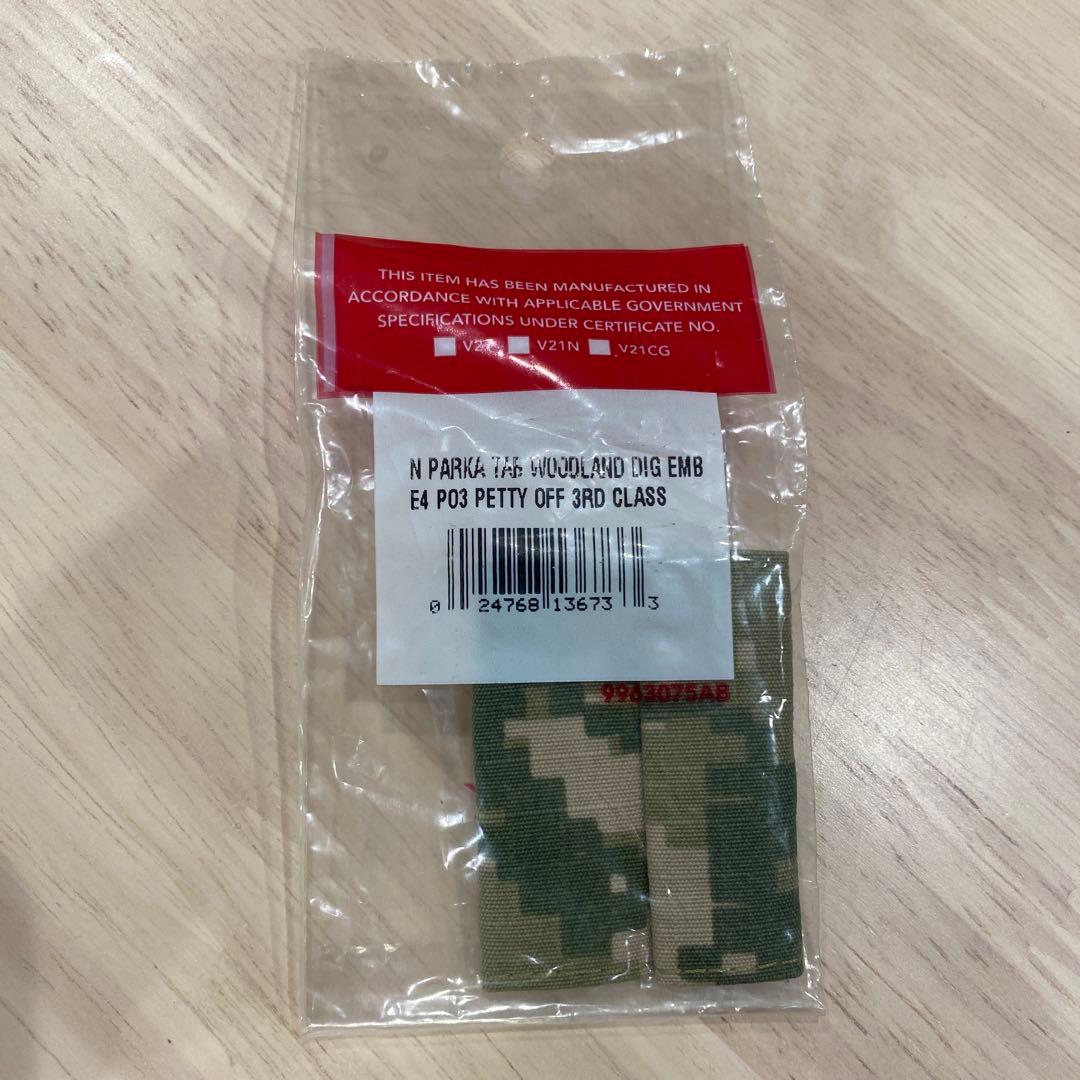 THIS ITEM HAS BEEN MANUFACTURED IN
ACCORDANCE WITH APPLICABLE GOVERNMENT
SPECIFICATIONS UNDER CERTIFICATE NO.
V21N V21CG
N PARKA TAB WOODLAND DIG EMB
E4 PO3 PETTY OFF 3RD CLASS
0 24768 13673 3
9963075AB